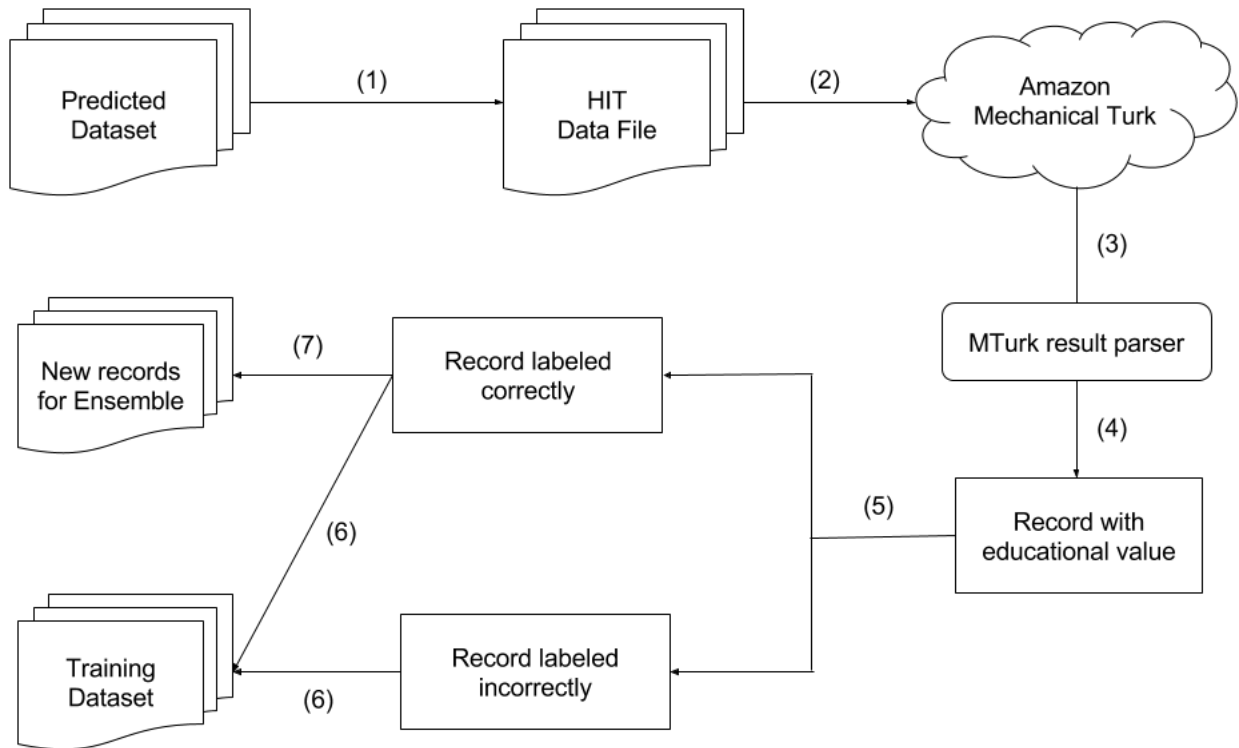 Predicted
Dataset
(1)
HIT
Data File
(2)
Amazon
Mechanical Turk
(3)
MTurk result parser
(4)
Record with
educational value
(5)
Record labeled
correctly
(7)
New records
for Ensemble
(6)
Record labeled
incorrectly
(6)
Training
Dataset